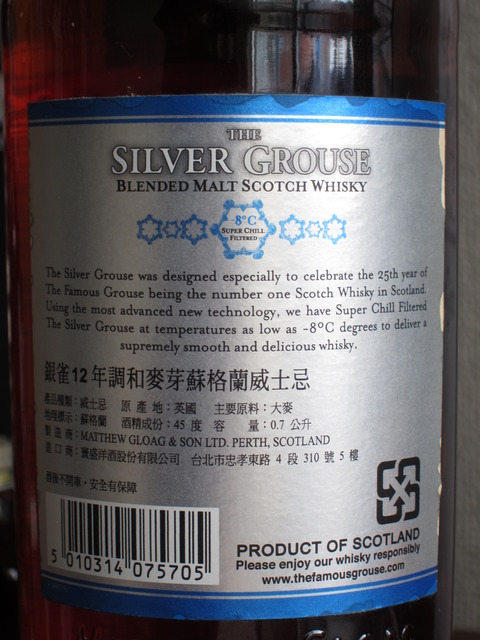 THE
SILVER GROUSE
BLENDED MALT SCOTCH WHISKY
-8°C
SUPER CHILL
FILTERED
The Silver Grouse was designed especially to celebrate the 25th year of
The Famous Grouse being the number one Scotch Whisky in Scotland.
Using the most advanced new technology, we have Super Chill Filtered
The Silver Grouse at temperatures as low as -8°C degrees to deliver a
supremely smooth and delicious whisky.
銀雀12年調和麥芽蘇格蘭威士忌
產品種類：威士忌 原產地：英國 主要原料：大麥
地理標示：蘇格蘭 酒精成份：45度 容量：0.7公升
製造商：MATTHEW GLOAG & SON LTD. PERTH, SCOTLAND
進口商：寰盛洋酒股份有限公司 台北市忠孝東路4段310號5樓
酒後不開車，安全有保障
5 010314 075705
PRODUCT OF SCOTLAND
Please enjoy our whisky responsibly
www.thefamousgrouse.com